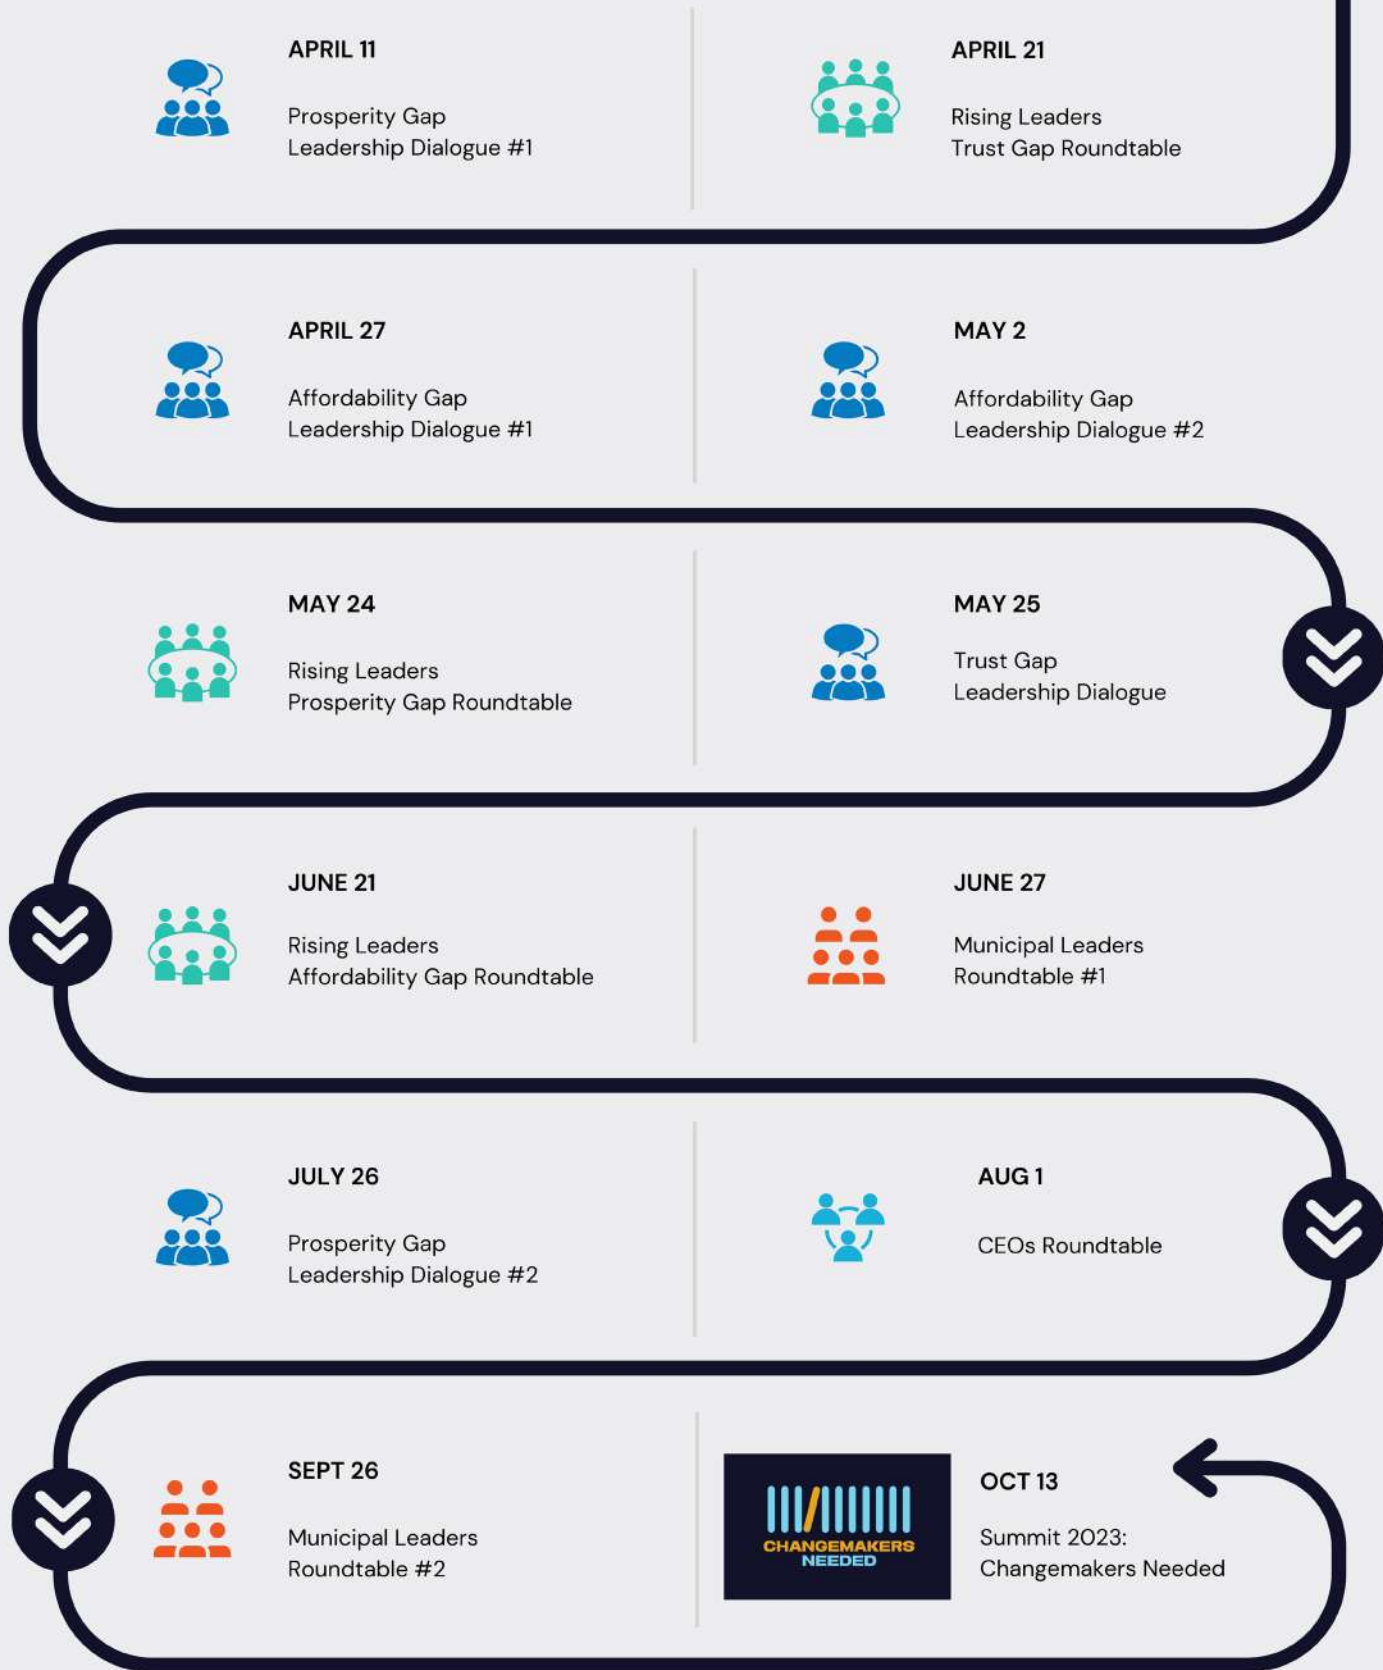 APRIL 11
Prosperity Gap
Leadership Dialogue #1
APRIL 21
Rising Leaders
Trust Gap Roundtable
APRIL 27
Affordability Gap
Leadership Dialogue #1
MAY 2
Affordability Gap
Leadership Dialogue #2
MAY 24
Rising Leaders
Prosperity Gap Roundtable
MAY 25
Trust Gap
Leadership Dialogue
JUNE 21
Rising Leaders
Affordability Gap Roundtable
JUNE 27
Municipal Leaders
Roundtable #1
JULY 26
Prosperity Gap
Leadership Dialogue #2
AUG 1
CEOs Roundtable
SEPT 26
Municipal Leaders
Roundtable #2
CHANGEMAKERS
NEEDED
OCT 13
Summit 2023:
Changemakers Needed